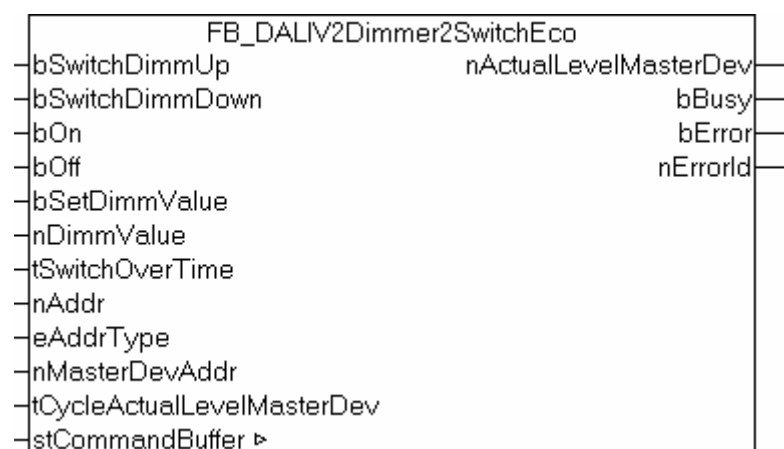 FB_DALIV2Dimmer2SwitchEco
bSwitchDimmUp nActualLevelMasterDev
bSwitchDimmDown bBusy
bOn bError
bOff nErrorId
bSetDimmValue
nDimmValue
tSwitchOverTime
nAddr
eAddrType
nMasterDevAddr
tCycleActualLevelMasterDev
stCommandBuffer ▷